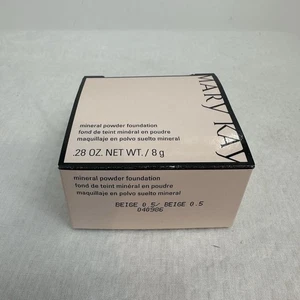 MARY KAY
mineral powder foundation
fond de teint minéral en poudre
maquillaje en polvo suelto mineral
.28 OZ. NET WT. / 8 g
mineral powder foundation
fond de teint minéral en poudre
maquillaje en polvo suelto mineral
BEIGE 0.5/ BEIGE 0.5
040906